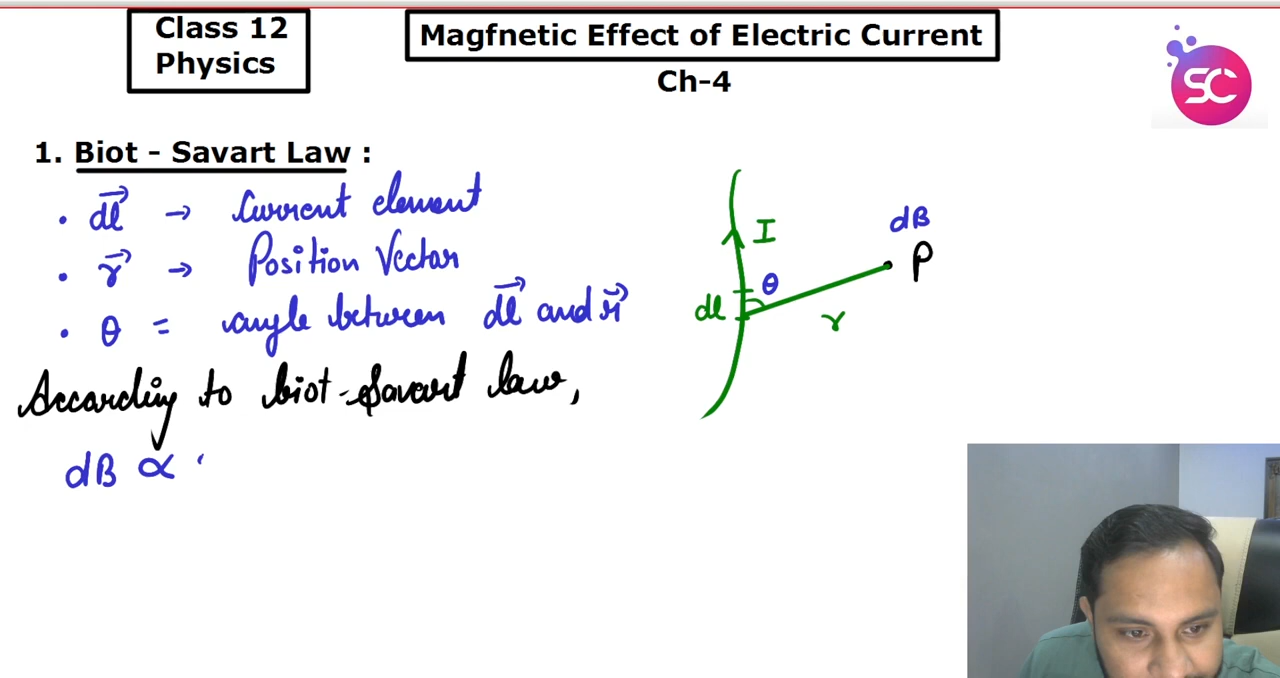 Class 12
Physics
Magfnetic Effect of Electric Current
Ch-4
SC
1. Biot - Savart Law :
• dl⃗ → Current element
• r⃗ → Position Vector
• θ = angle between dl⃗ and r⃗
According to biot-Savart law,
dB ∝
I
θ
dl
r
dB
P